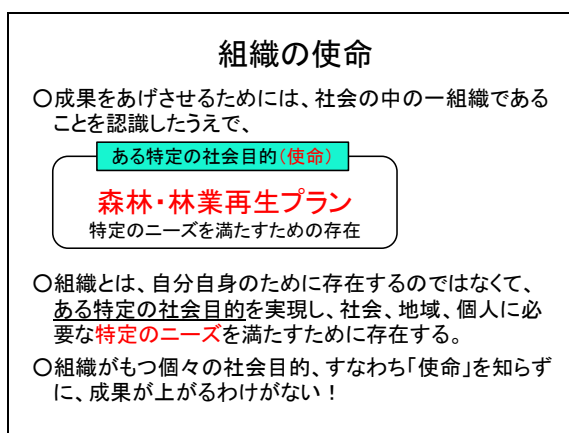 組織の使命
〇成果をあげさせるためには、社会の中の一組織である
ことを認識したうえで、
ある特定の社会目的(使命)
森林・林業再生プラン
特定のニーズを満たすための存在
〇組織とは、自分自身のために存在するのではなくて、
ある特定の社会目的を実現し、社会、地域、個人に必
要な特定のニーズを満たすために存在する。
〇組織がもつ個々の社会目的、すなわち「使命」を知らず
に、成果が上がるわけがない！